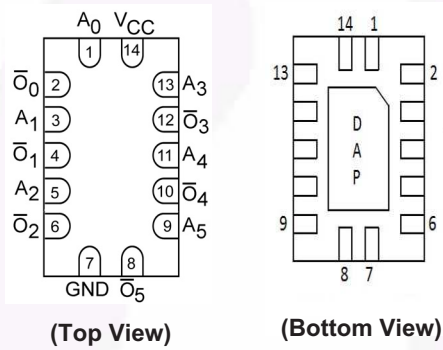 A0 VCC
1 14
O̅0 2 13 A3
A1 3 12 O̅3
O̅1 4 11 A4
A2 5 10 O̅4
O̅2 6 9 A5
7 8
GND O̅5
(Top View)
14 1
13 2
D
A
P
9 6
8 7
(Bottom View)